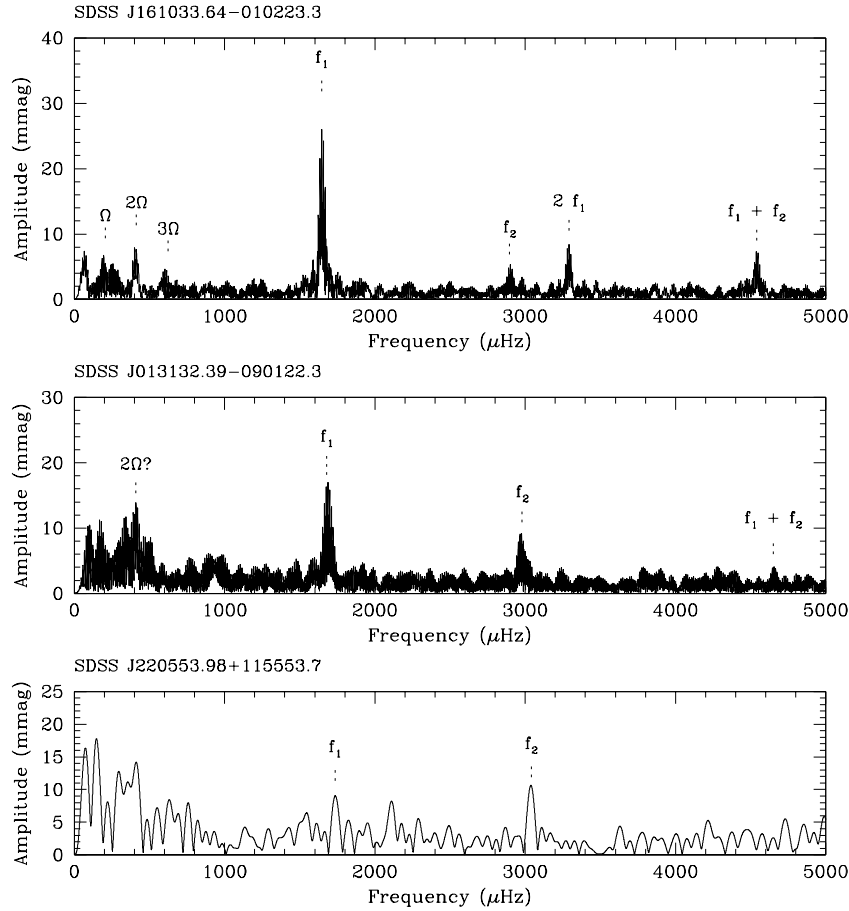 SDSS J161033.64−010223.3
40
30
20
10
0
Amplitude (mmag)
Ω 2Ω 3Ω f₁ f₂ 2 f₁ f₁ + f₂
0 1000 2000 3000 4000 5000
Frequency (μHz)
SDSS J013132.39−090122.3
30
20
10
0
Amplitude (mmag)
2Ω? f₁ f₂ f₁ + f₂
0 1000 2000 3000 4000 5000
Frequency (μHz)
SDSS J220553.98+115553.7
25
20
15
10
5
0
Amplitude (mmag)
f₁ f₂
0 1000 2000 3000 4000 5000
Frequency (μHz)